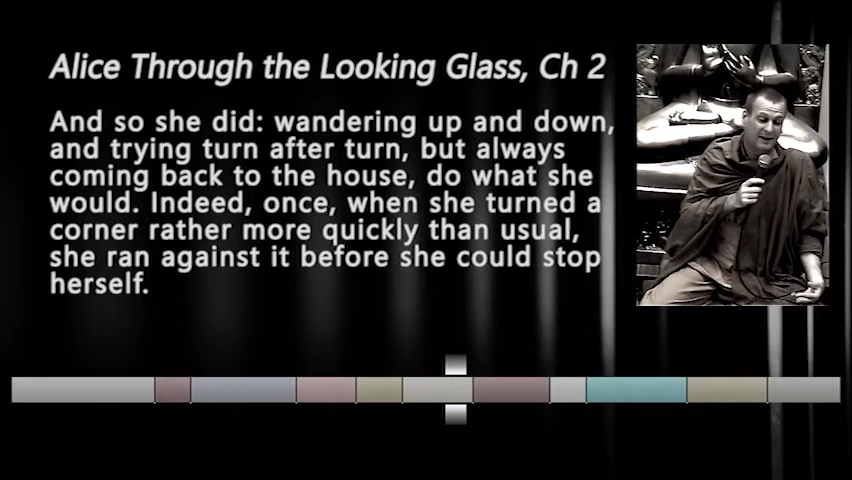 Alice Through the Looking Glass, Ch 2
And so she did: wandering up and down,
and trying turn after turn, but always
coming back to the house, do what she
would. Indeed, once, when she turned a
corner rather more quickly than usual,
she ran against it before she could stop
herself.